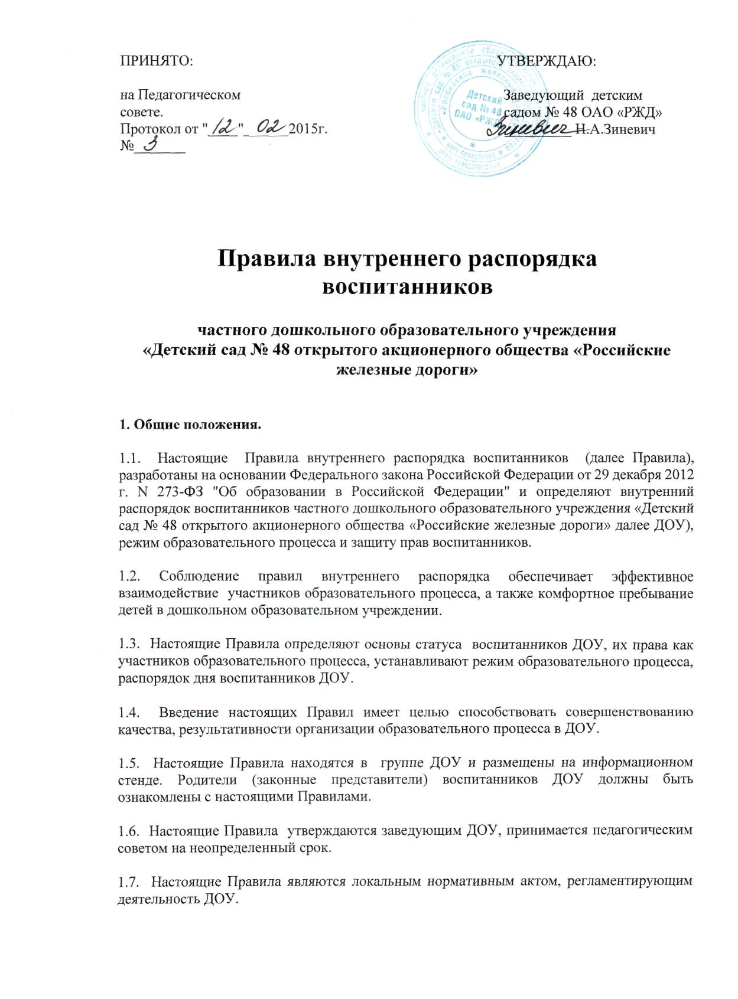 ПРИНЯТО:
УТВЕРЖДАЮ:
на Педагогическом
совете.
Протокол от "12" 02 2015г.
№ 3
Заведующий детским
садом № 48 ОАО «РЖД»
Зиневич Н.А.Зиневич
Детский
сад № 48
ОАО «РЖД»
Правила внутреннего распорядка
воспитанников
частного дошкольного образовательного учреждения
«Детский сад № 48 открытого акционерного общества «Российские
железные дороги»
1. Общие положения.
1.1. Настоящие Правила внутреннего распорядка воспитанников (далее Правила),
разработаны на основании Федерального закона Российской Федерации от 29 декабря 2012
г. N 273-ФЗ "Об образовании в Российской Федерации" и определяют внутренний
распорядок воспитанников частного дошкольного образовательного учреждения «Детский
сад № 48 открытого акционерного общества «Российские железные дороги» далее ДОУ),
режим образовательного процесса и защиту прав воспитанников.
1.2. Соблюдение правил внутреннего распорядка обеспечивает эффективное
взаимодействие участников образовательного процесса, а также комфортное пребывание
детей в дошкольном образовательном учреждении.
1.3. Настоящие Правила определяют основы статуса воспитанников ДОУ, их права как
участников образовательного процесса, устанавливают режим образовательного процесса,
распорядок дня воспитанников ДОУ.
1.4. Введение настоящих Правил имеет целью способствовать совершенствованию
качества, результативности организации образовательного процесса в ДОУ.
1.5. Настоящие Правила находятся в группе ДОУ и размещены на информационном
стенде. Родители (законные представители) воспитанников ДОУ должны быть
ознакомлены с настоящими Правилами.
1.6. Настоящие Правила утверждаются заведующим ДОУ, принимается педагогическим
советом на неопределенный срок.
1.7. Настоящие Правила являются локальным нормативным актом, регламентирующим
деятельность ДОУ.